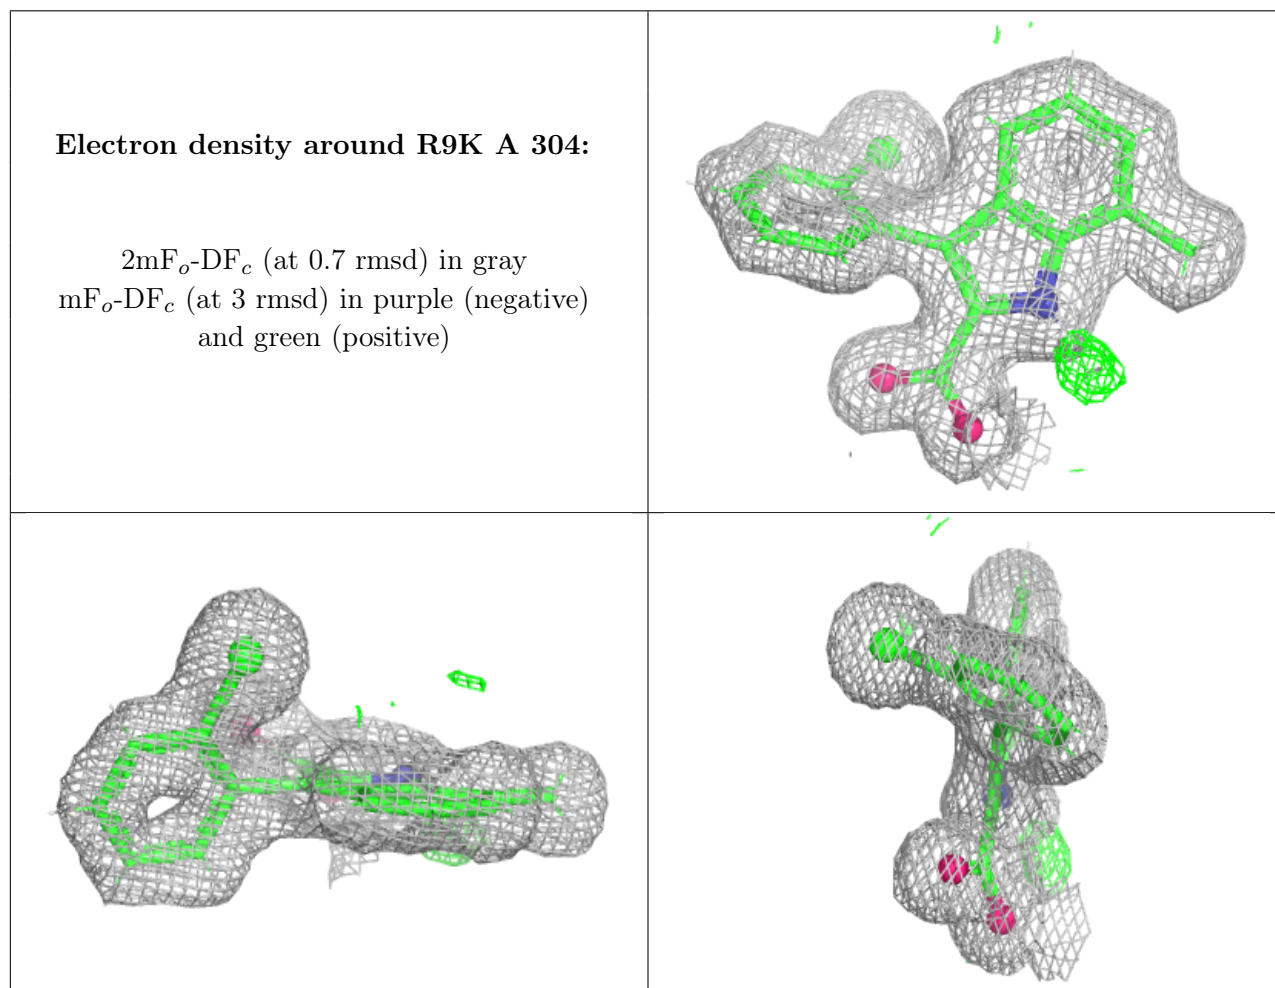 Electron density around R9K A 304:
2mFo-DFc (at 0.7 rmsd) in gray
mFo-DFc (at 3 rmsd) in purple (negative)
and green (positive)